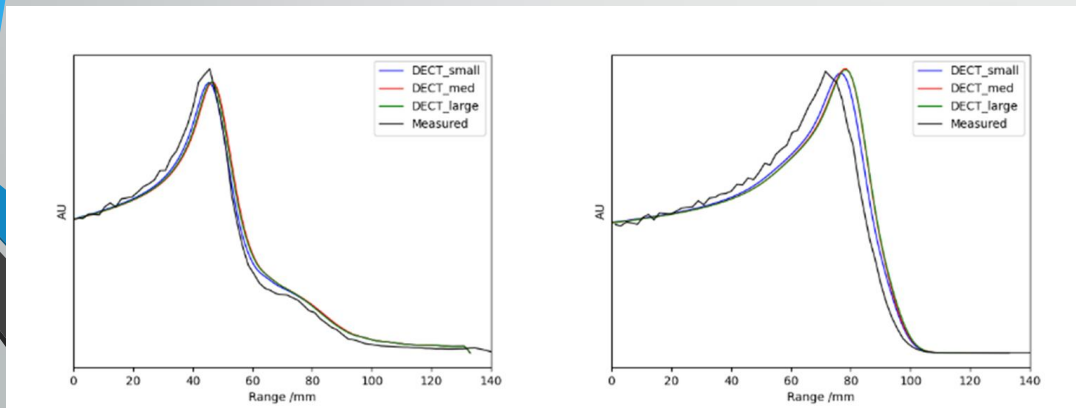 DECT_small
DECT_med
DECT_large
Measured
AU
0 20 40 60 80 100 120 140
Range /mm
DECT_small
DECT_med
DECT_large
Measured
AU
0 20 40 60 80 100 120 140
Range /mm